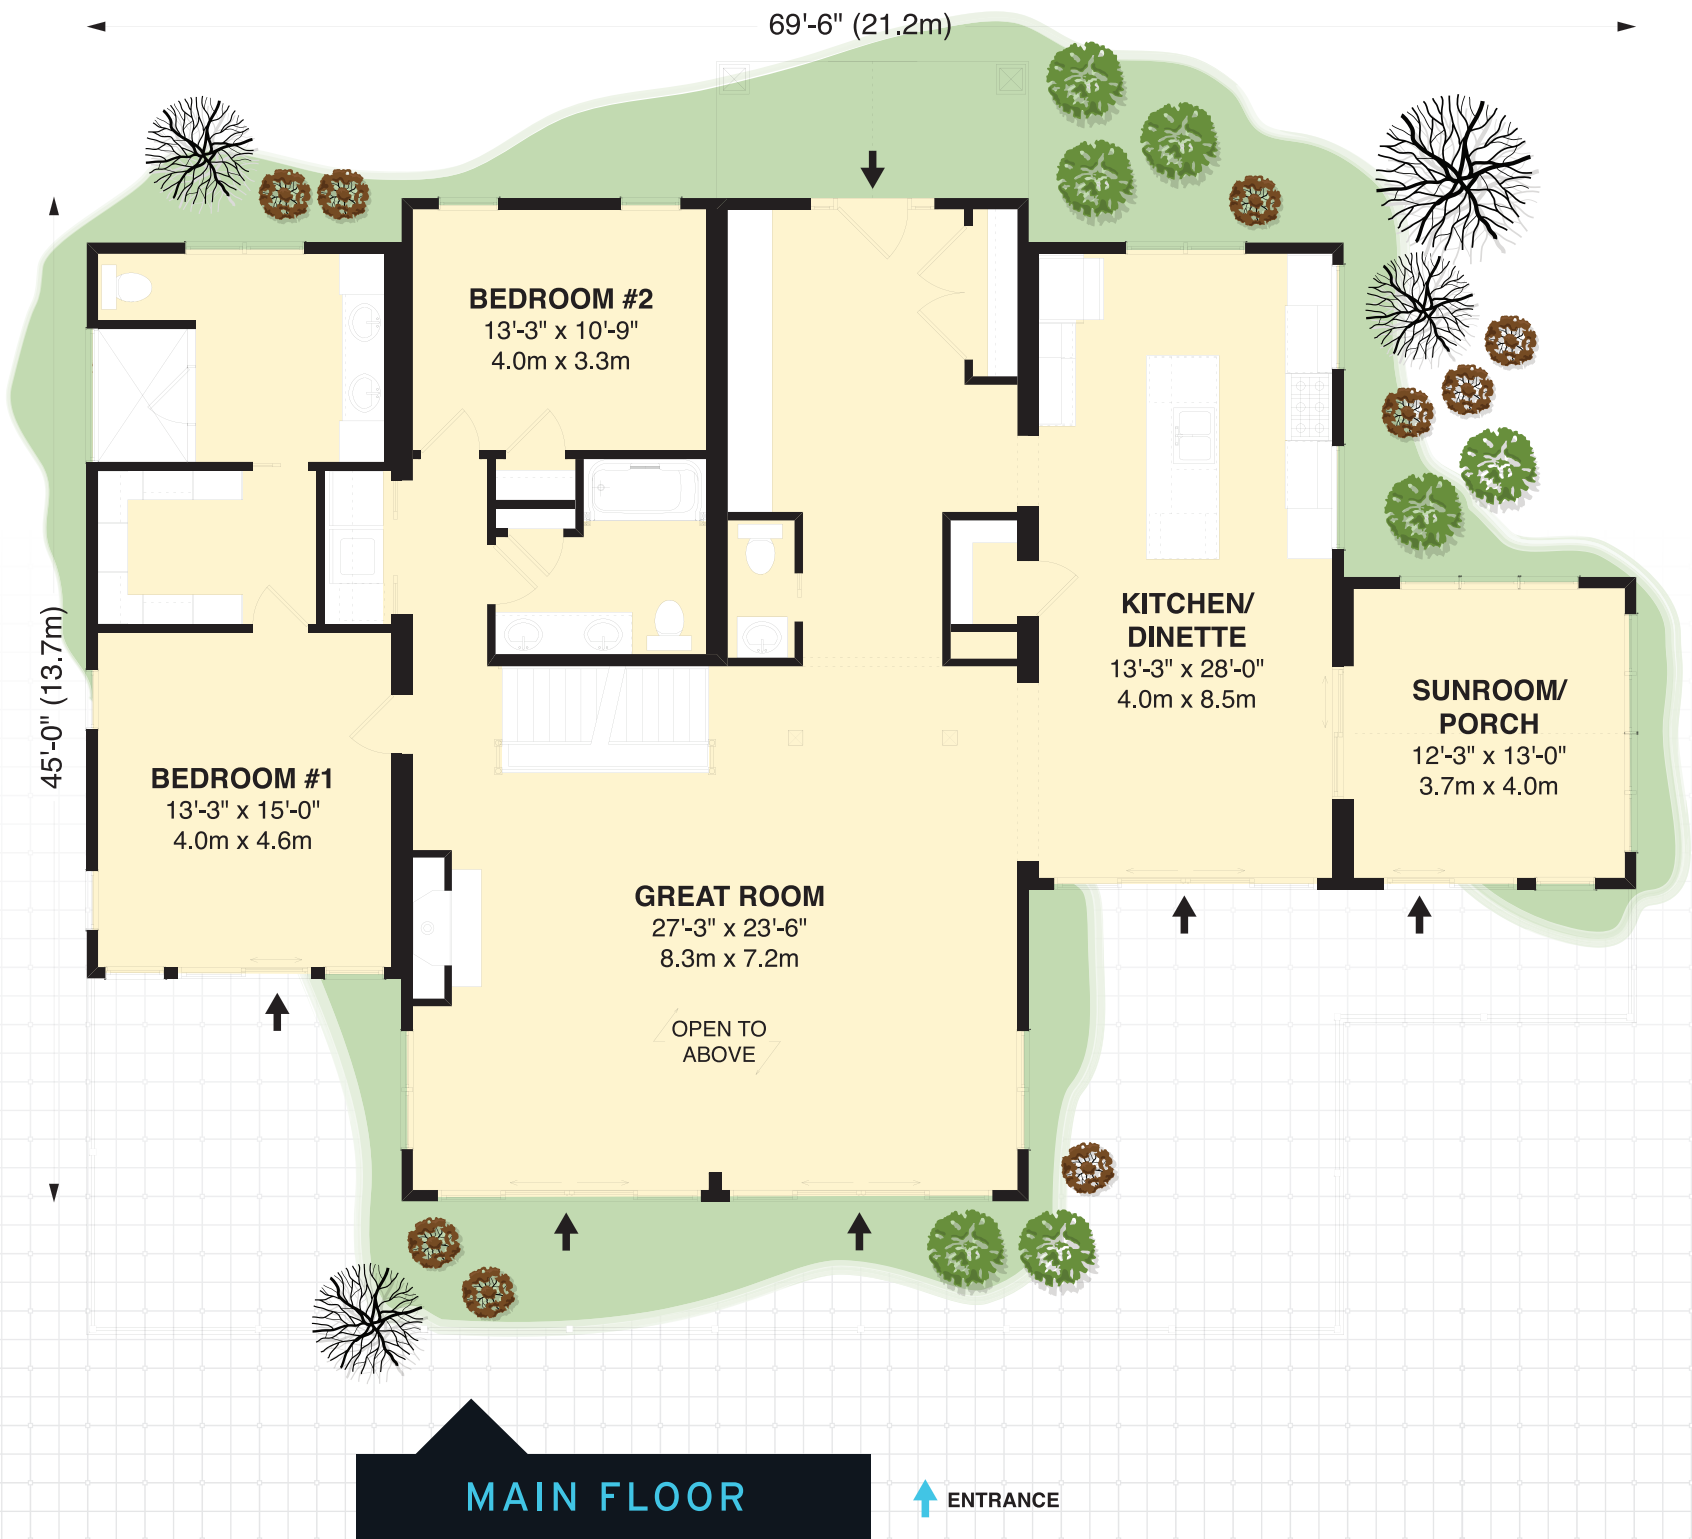 69'-6" (21.2m)
45'-0" (13.7m)
BEDROOM #2
13'-3" x 10'-9"
4.0m x 3.3m
KITCHEN/
DINETTE
13'-3" x 28'-0"
4.0m x 8.5m
SUNROOM/
PORCH
12'-3" x 13'-0"
3.7m x 4.0m
BEDROOM #1
13'-3" x 15'-0"
4.0m x 4.6m
GREAT ROOM
27'-3" x 23'-6"
8.3m x 7.2m
OPEN TO
ABOVE
MAIN FLOOR
ENTRANCE